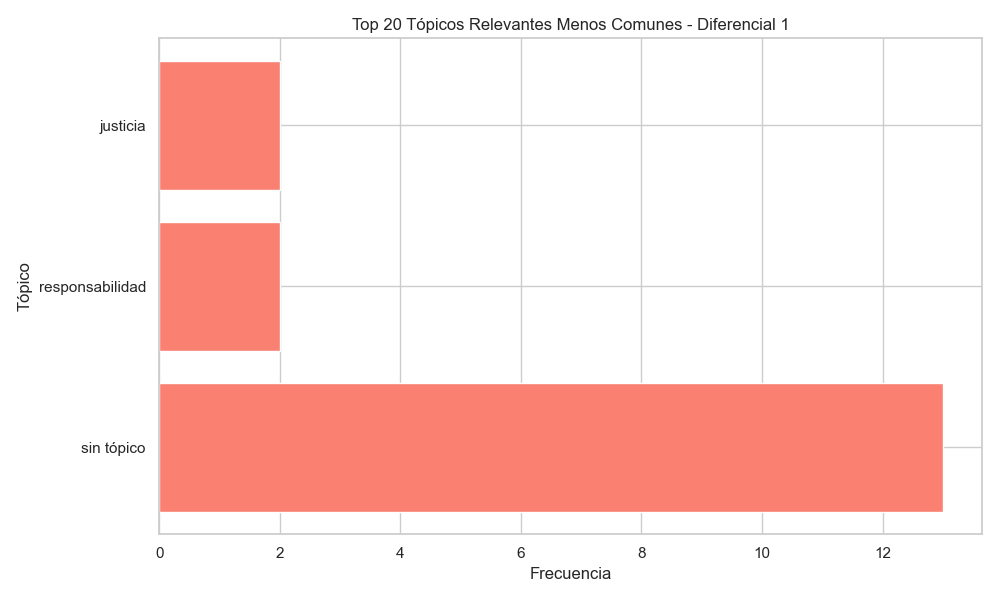 Top 20 Tópicos Relevantes Menos Comunes - Diferencial 1
justicia
responsabilidad
sin tópico
Tópico
0 2 4 6 8 10 12
Frecuencia